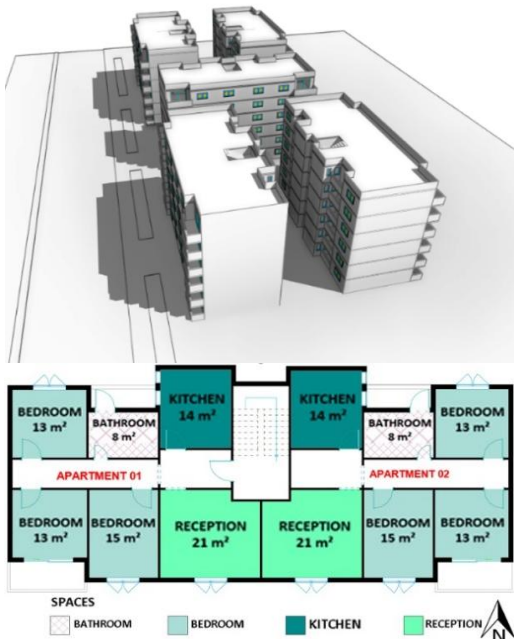 KITCHEN
14 m²
KITCHEN
14 m²
BEDROOM
13 m²
BATHROOM
8 m²
BATHROOM
8 m²
BEDROOM
13 m²
APARTMENT 01
APARTMENT 02
BEDROOM
13 m²
BEDROOM
15 m²
RECEPTION
21 m²
RECEPTION
21 m²
BEDROOM
15 m²
BEDROOM
13 m²
SPACES
BATHROOM BEDROOM KITCHEN RECEPTION
N